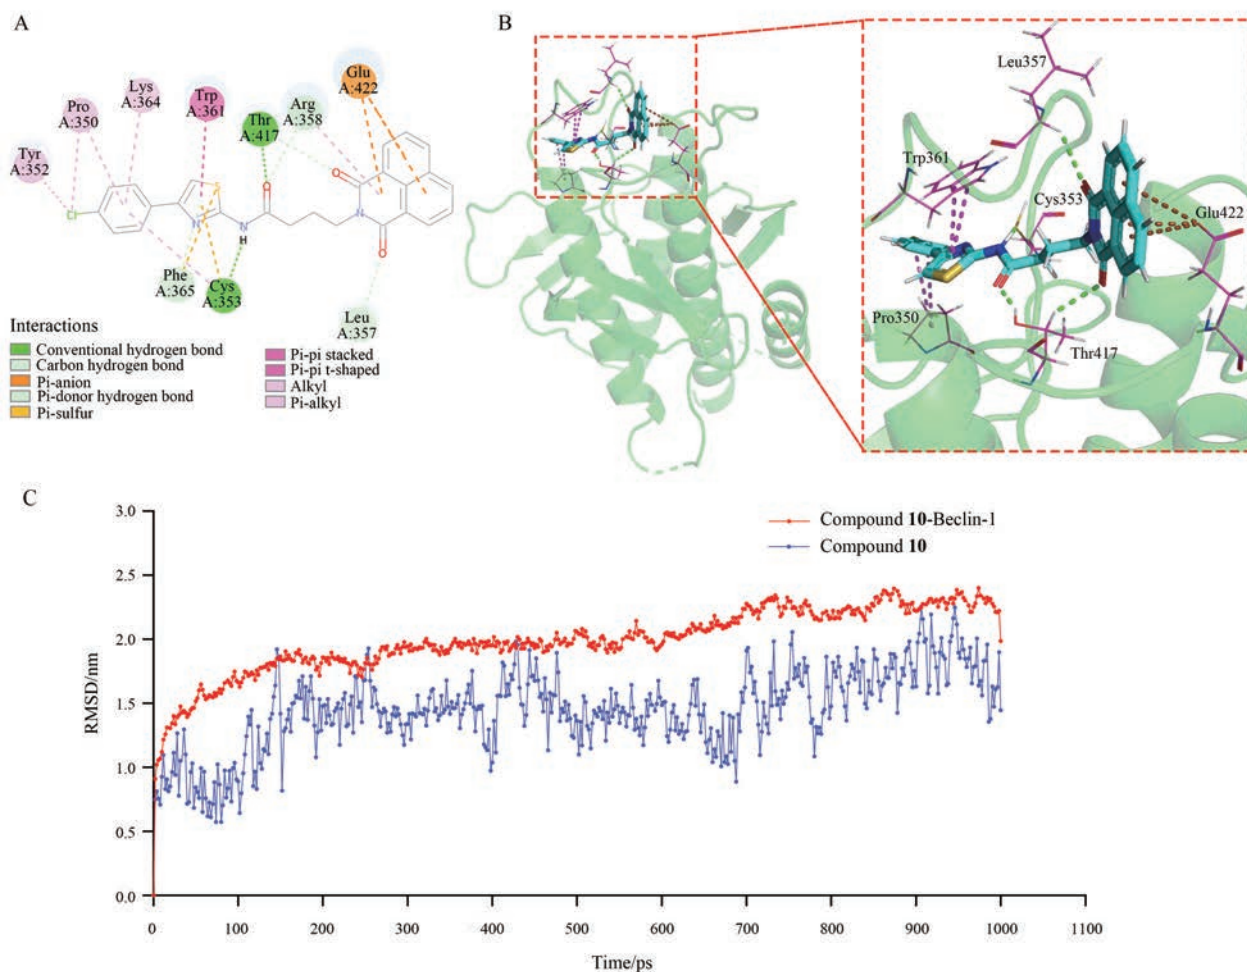 A
Lys
A:364
Trp
A:361
Glu
A:422
Pro
A:350
Thr
A:417
Arg
A:358
Tyr
A:352
Cl
S
N
N
H
O
O
N
O
Phe
A:365
Cys
A:353
Leu
A:357
Interactions
Conventional hydrogen bond
Carbon hydrogen bond
Pi-anion
Pi-donor hydrogen bond
Pi-sulfur
Pi-pi stacked
Pi-pi t-shaped
Alkyl
Pi-alkyl
B
Leu357
Trp361
Cys353
Glu422
Pro350
Thr417
C
Compound 10-Beclin-1
Compound 10
RMSD/nm
3.0
2.5
2.0
1.5
1.0
0.5
0.0
0 100 200 300 400 500 600 700 800 900 1000 1100
Time/ps